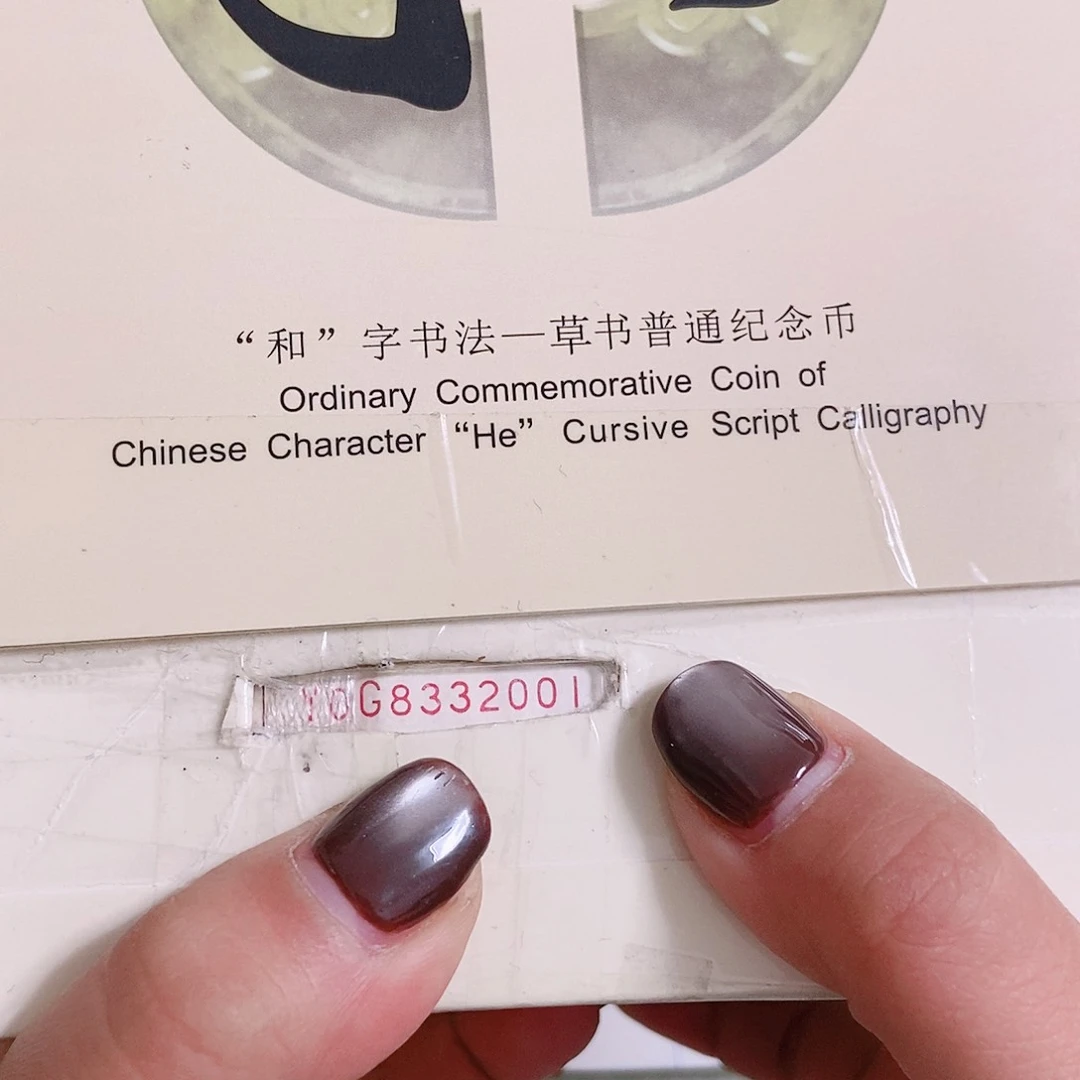 “和”字书法—草书普通纪念币
Ordinary Commemorative Coin of
Chinese Character “He” Cursive Script Calligraphy
Y0G8332001